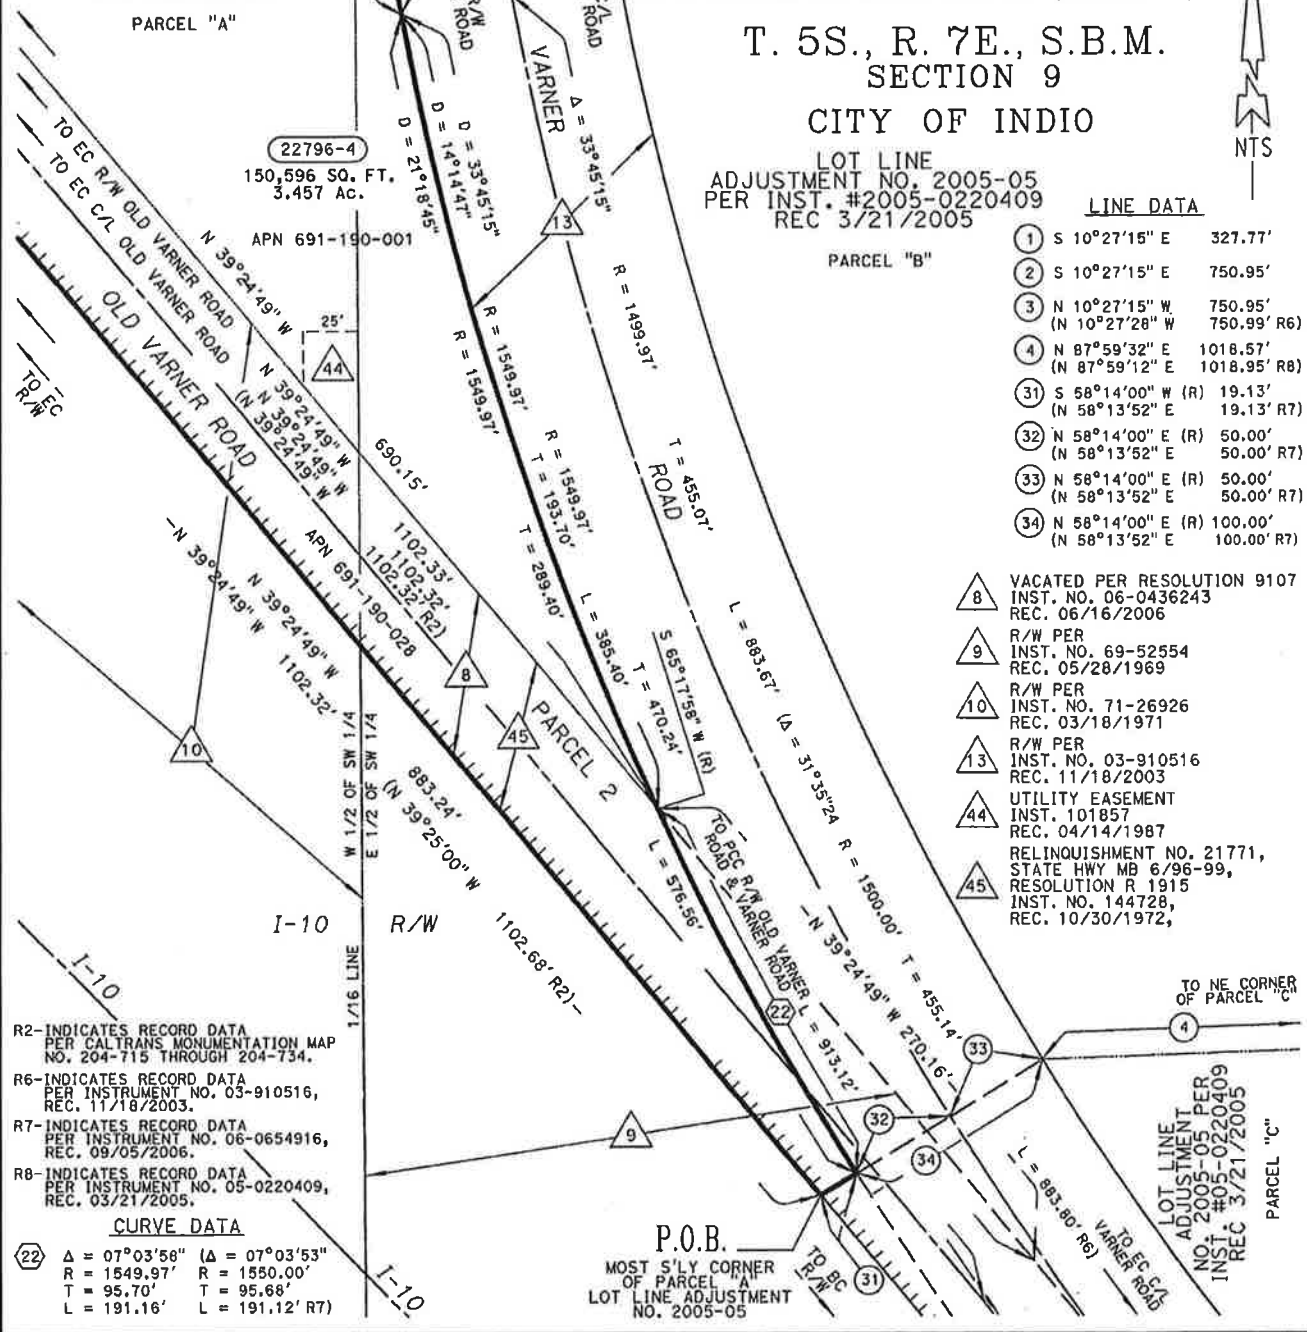 PARCEL "A"
R/W
ROAD
C/L
ROAD
T. 5S., R. 7E., S.B.M.
SECTION 9
CITY OF INDIO
NTS
LOT LINE
ADJUSTMENT NO. 2005-05
PER INST. #2005-0220409
REC 3/21/2005
PARCEL "B"
VARNER
Δ = 33°45'15"
D = 33°45'15"
D = 14°14'47"
D = 21°18'45"
22796-4
150,596 SQ. FT.
3.457 Ac.
APN 691-190-001
TO EC R/W OLD VARNER ROAD
TO EC C/L OLD VARNER ROAD
N 39°24'49" W
OLD VARNER ROAD
TO EC
R/W
25'
44
13
N 39°24'49" W
N 39°24'49" W
(N 39°24'49" W
690.15'
R = 1549.97'
R = 1549.97'
R = 1499.97'
R = 1549.97'
T = 193.70'
T = 289.40'
T = 455.07'
ROAD
L = 385.40'
T = 470.24'
S 65°17'58" W (R)
L = 883.67' (Δ = 31°35'24 R = 1500.00' T = 455.14'
1102.33'
1102.32'
1102.32' R2)
APN 691-190-028
N 39°24'49" W
N 39°24'49" W
1102.32'
8
10
45
PARCEL 2
W 1/2 OF SW 1/4
E 1/2 OF SW 1/4
883.24'
(N 39°25'00" W 1102.68' R2)
L = 576.56'
TO PCC R/W OLD VARNER
ROAD & VARNER ROAD
L = 913.12'
N 39°24'49" W 270.16'
22
I-10 R/W
1/16 LINE
I-10
LINE DATA
1 S 10°27'15" E 327.77'
2 S 10°27'15" E 750.95'
3 N 10°27'15" W 750.95'
(N 10°27'28" W 750.99' R6)
4 N 87°59'32" E 1018.57'
(N 87°59'12" E 1018.95' R8)
31 S 58°14'00" W (R) 19.13'
(N 58°13'52" E 19.13' R7)
32 N 58°14'00" E (R) 50.00'
(N 58°13'52" E 50.00' R7)
33 N 58°14'00" E (R) 50.00'
(N 58°13'52" E 50.00' R7)
34 N 58°14'00" E (R) 100.00'
(N 58°13'52" E 100.00' R7)
8 VACATED PER RESOLUTION 9107
INST. NO. 06-0436243
REC. 06/16/2006
9 R/W PER
INST. NO. 69-52554
REC. 05/28/1969
10 R/W PER
INST. NO. 71-26926
REC. 03/18/1971
13 R/W PER
INST. NO. 03-910516
REC. 11/18/2003
44 UTILITY EASEMENT
INST. 101857
REC. 04/14/1987
45 RELINQUISHMENT NO. 21771,
STATE HWY MB 6/96-99,
RESOLUTION R 1915
INST. NO. 144728,
REC. 10/30/1972,
TO NE CORNER
OF PARCEL "C"
4
33
32
34
9
31
R2-INDICATES RECORD DATA
PER CALTRANS MONUMENTATION MAP
NO. 204-715 THROUGH 204-734.
R6-INDICATES RECORD DATA
PER INSTRUMENT NO. 03-910516,
REC. 11/18/2003.
R7-INDICATES RECORD DATA
PER INSTRUMENT NO. 06-0654916,
REC. 09/05/2006.
R8-INDICATES RECORD DATA
PER INSTRUMENT NO. 05-0220409,
REC. 03/21/2005.
CURVE DATA
22 Δ = 07°03'58" (Δ = 07°03'53"
R = 1549.97' R = 1550.00'
T = 95.70' T = 95.68'
L = 191.16' L = 191.12' R7)
I-10
P.O.B.
MOST S'LY CORNER
OF PARCEL "A"
LOT LINE ADJUSTMENT
NO. 2005-05
TO BC
R/W
L = 883.80' R6)
TO EC C/L
VARNER ROAD
LOT LINE
ADJUSTMENT
NO. 2005-05 PER
INST. #05-0220409
REC 3/21/2005
PARCEL "C"